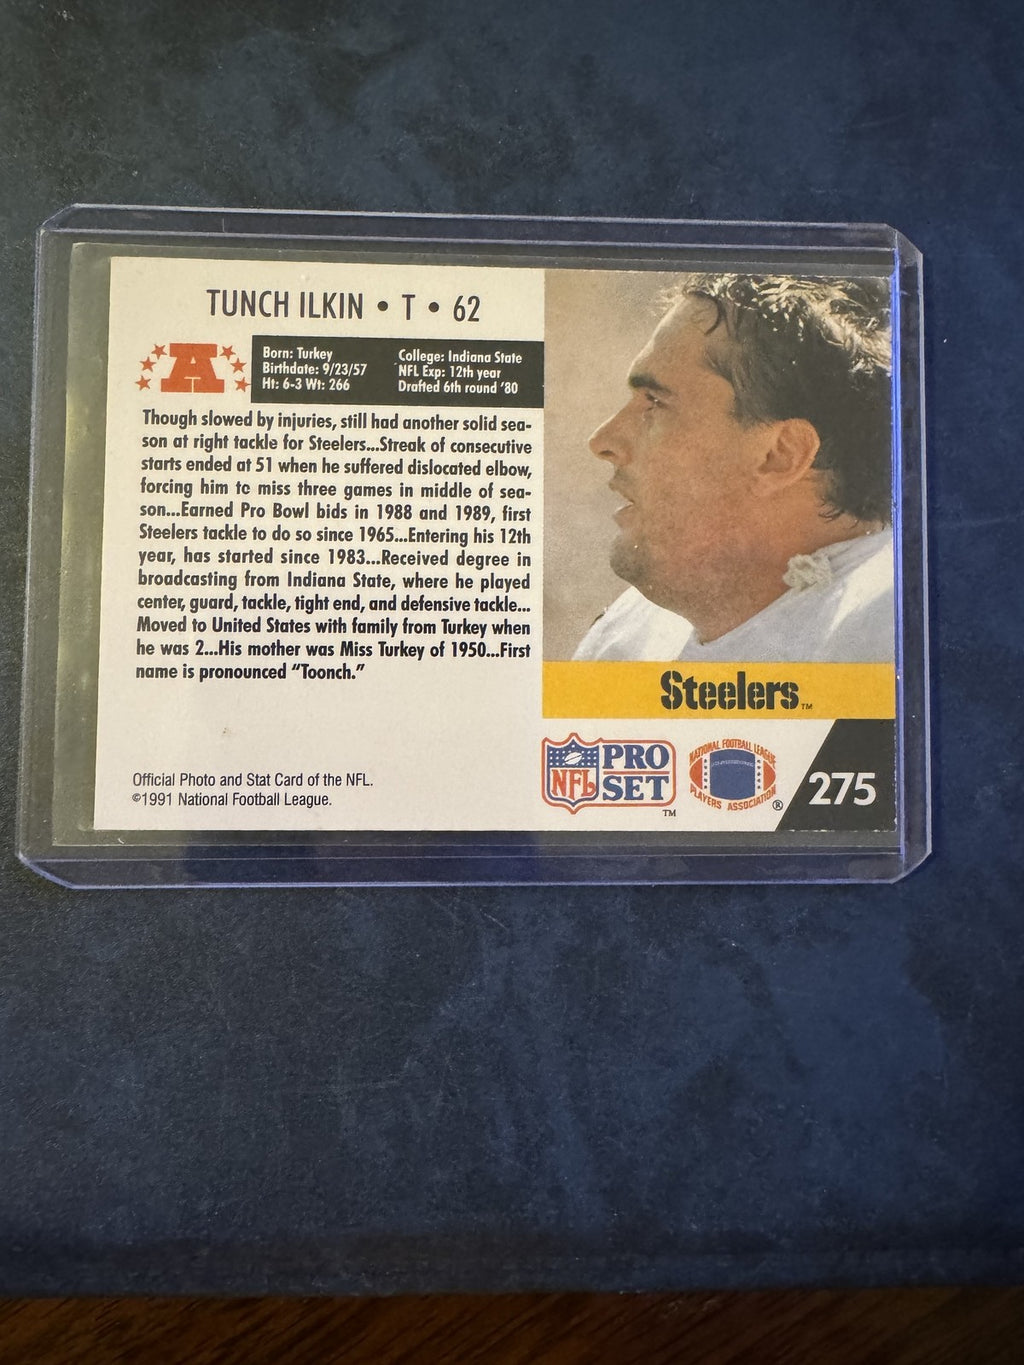 TUNCH ILKIN • T • 62
A
Born: Turkey
Birthdate: 9/23/57
Ht: 6-3 Wt: 266
College: Indiana State
NFL Exp: 12th year
Drafted 6th round '80
Though slowed by injuries, still had another solid sea-
son at right tackle for Steelers...Streak of consecutive
starts ended at 51 when he suffered dislocated elbow,
forcing him to miss three games in middle of sea-
son...Earned Pro Bowl bids in 1988 and 1989, first
Steelers tackle to do so since 1965...Entering his 12th
year, has started since 1983...Received degree in
broadcasting from Indiana State, where he played
center, guard, tackle, tight end, and defensive tackle...
Moved to United States with family from Turkey when
he was 2...His mother was Miss Turkey of 1950...First
name is pronounced "Toonch."
Steelers™
Official Photo and Stat Card of the NFL.
©1991 National Football League.
NFL PRO SET™
NATIONAL FOOTBALL LEAGUE
PLAYERS ASSOCIATION®
275